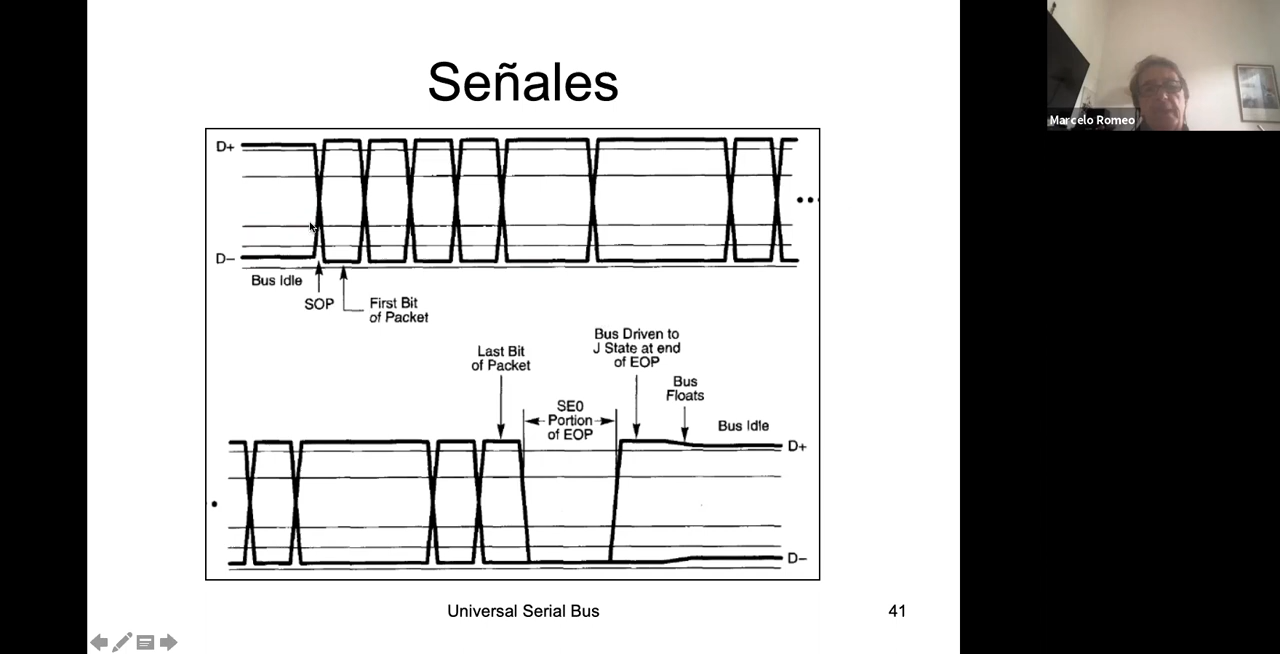 Señales
Marcelo Romeo
D+
D–
Bus Idle
SOP
First Bit
of Packet
Last Bit
of Packet
SE0
Portion
of EOP
Bus Driven to
J State at end
of EOP
Bus
Floats
Bus Idle
D+
D–
Universal Serial Bus
41